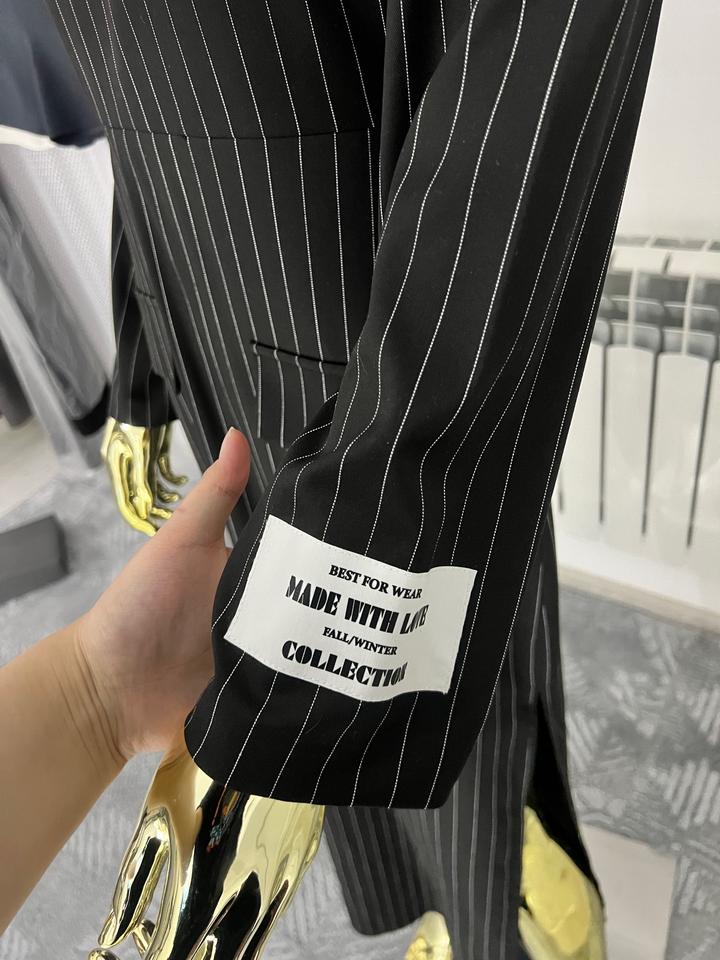 BEST FOR WEAR
MADE WITH LOVE
FALL/WINTER
COLLECTION